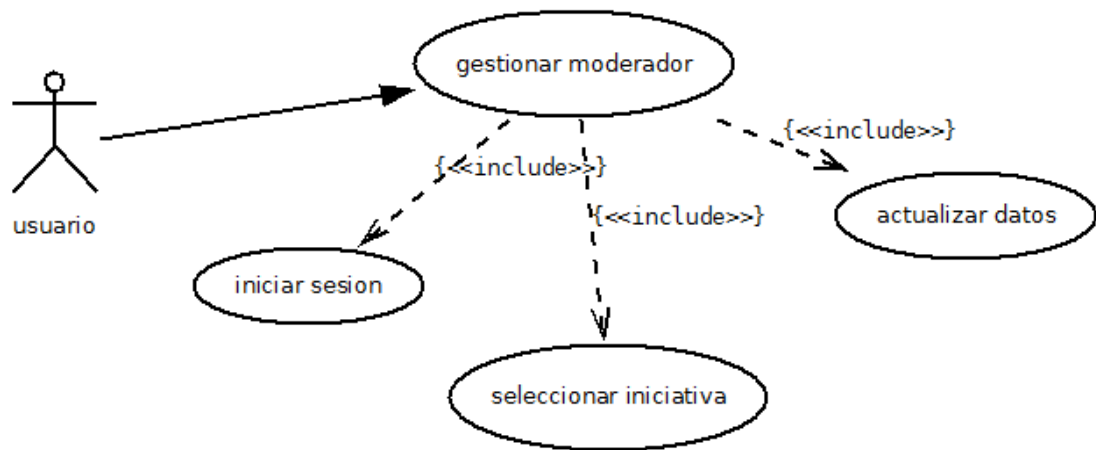 gestionar moderador
{<<include>>}
{<<include>>}
{<<include>>}
usuario
actualizar datos
iniciar sesion
seleccionar iniciativa